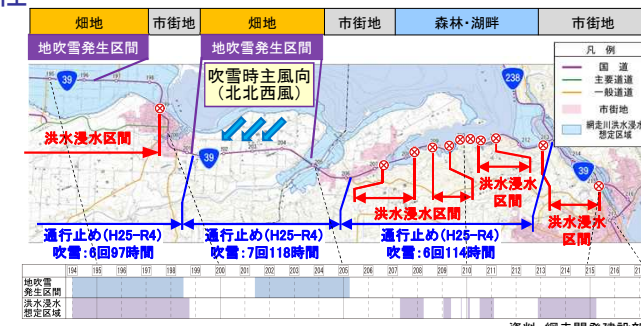 畑地 市街地 畑地 市街地 森林・湖畔 市街地
地吹雪発生区間 地吹雪発生区間
吹雪時主風向
(北北西風)
凡 例
国 道
主要道道
一般道道
市街地
網走川洪水浸水
想定区域
39
238
39
39
195 196 197 198
202 203 204
洪水浸水区間
洪水浸水区間
洪水浸水
区間
洪水浸水
区間
通行止め(H25-R4)
吹雪:6回97時間
通行止め(H25-R4)
吹雪:7回118時間
通行止め(H25-R4)
吹雪:6回114時間
194 195 196 197 198 199 200 201 202 203 204 205 206 207 208 209 210 211 212 213 214 215 216
地吹雪
発生区間
洪水浸水
想定区域